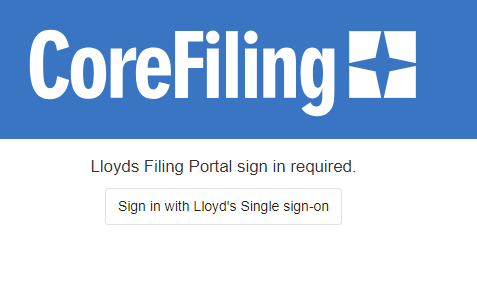 CoreFiling
Lloyds Filing Portal sign in required.
Sign in with Lloyd's Single sign-on